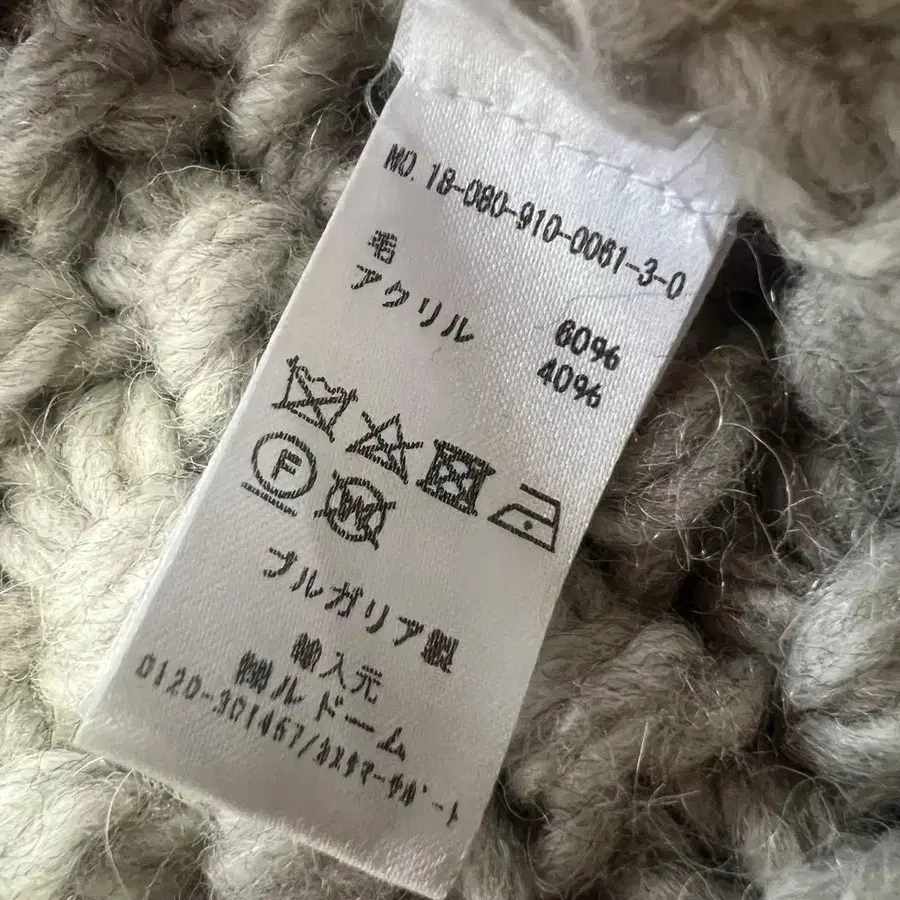 NO. 18-080-910-0061-3-0
毛 60%
アクリル 40%
F W
ブルガリア製
輸入元
㈱ルドーム
0120-301467/カスタマーサポート